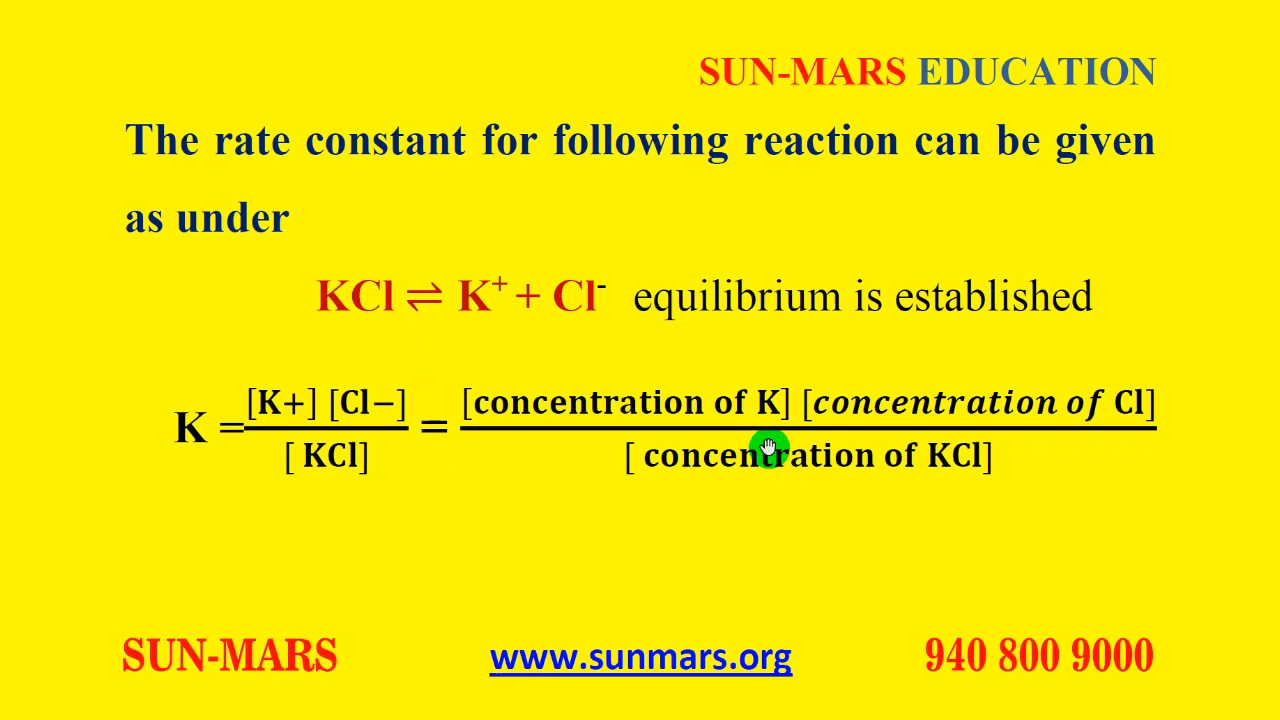 SUN-MARS EDUCATION
The rate constant for following reaction can be given
as under
KCl ⇌ K⁺ + Cl⁻ equilibrium is established
K = [K+] [Cl−] / [ KCl] = [concentration of K] [concentration of Cl] / [ concentration of KCl]
SUN-MARS www.sunmars.org 940 800 9000